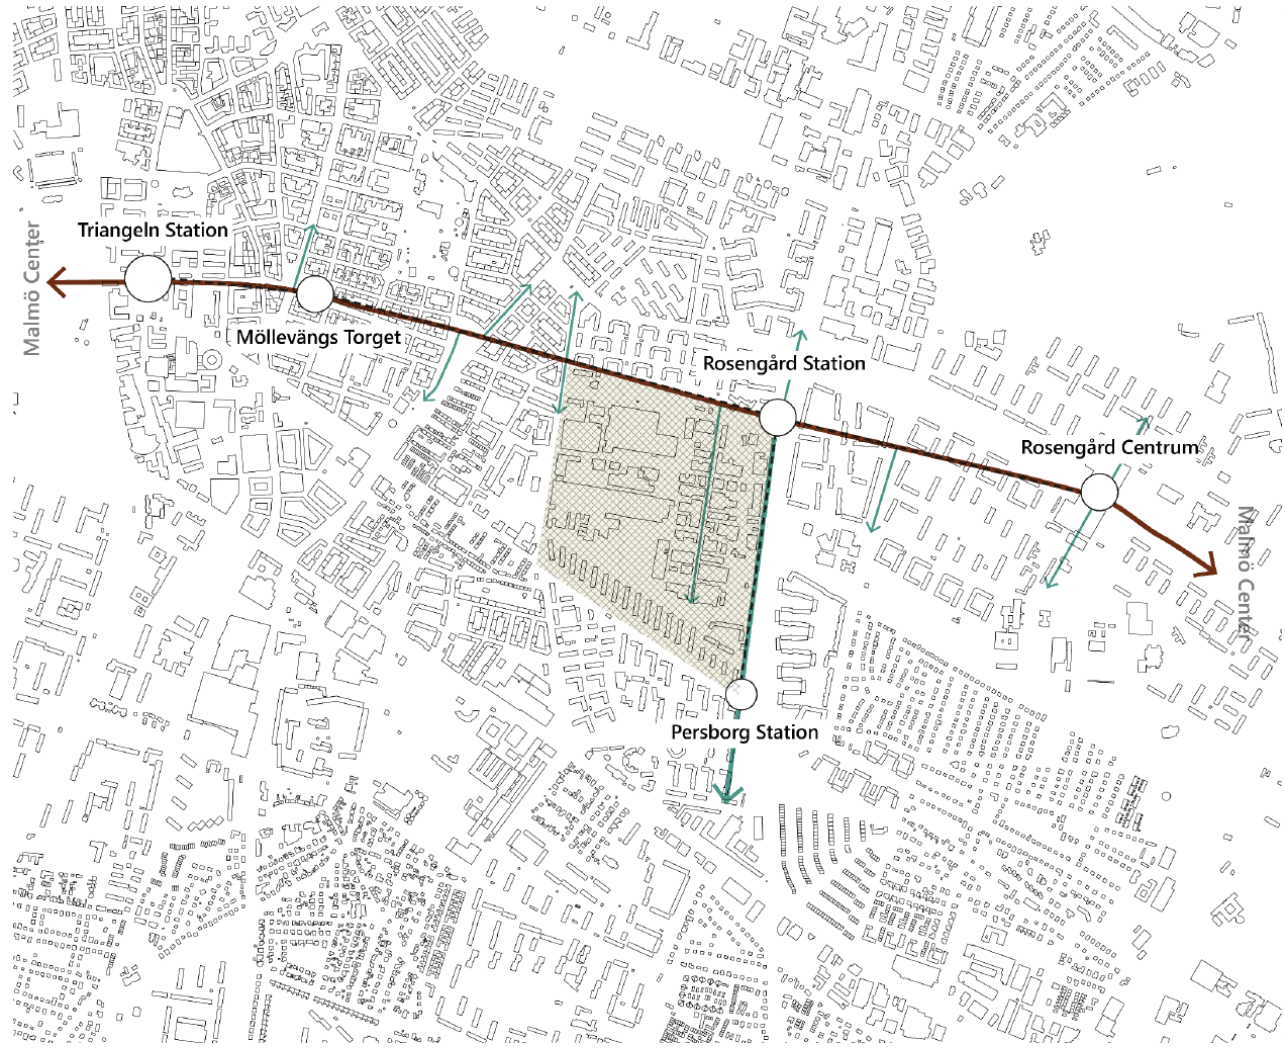 Triangeln Station
Malmö Center
Möllevängs Torget
Rosengård Station
Rosengård Centrum
Malmö Center
Persborg Station